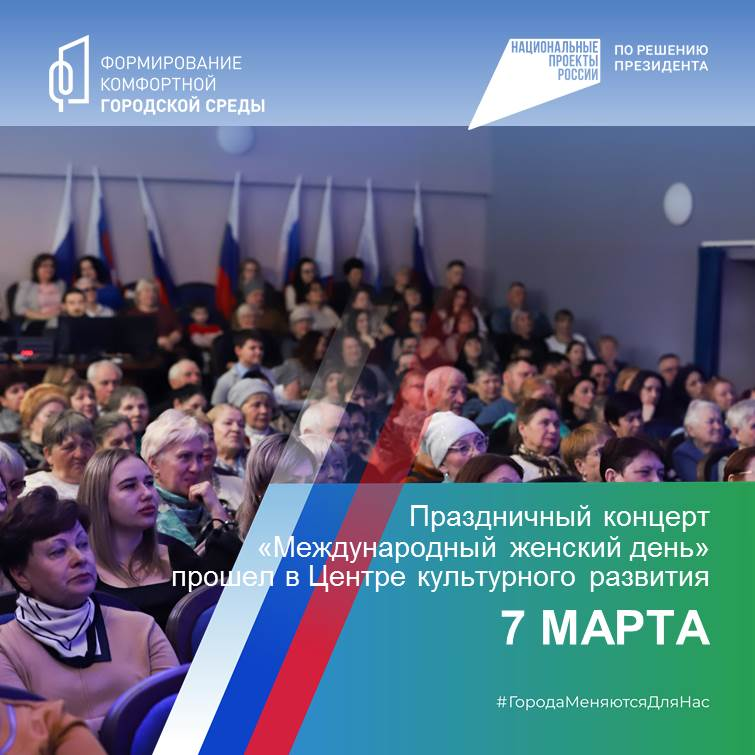 ФОРМИРОВАНИЕ
КОМФОРТНОЙ
ГОРОДСКОЙ СРЕДЫ
НАЦИОНАЛЬНЫЕ
ПРОЕКТЫ
РОССИИ
ПО РЕШЕНИЮ
ПРЕЗИДЕНТА
Праздничный концерт
«Международный женский день»
прошел в Центре культурного развития
7 МАРТА
#ГородаМеняютсяДляНас